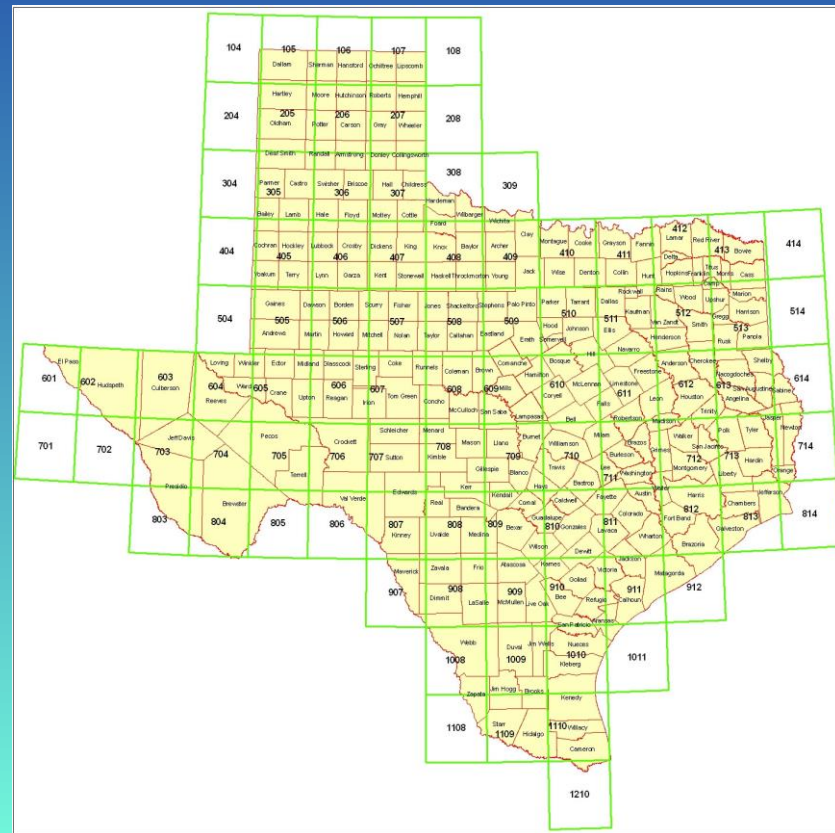 104 105 106 107 108
Dallam Sherman Hansford Ochiltree Lipscomb
Hartley Moore Hutchinson Roberts Hemphill
204 205 206 207 208
Oldham Potter Carson Gray Wheeler
Deaf Smith Randall Armstrong Donley Collingsworth
308 309
304 Parmer Castro Swisher Briscoe Hall Childress
305 306 307
Hardeman
Bailey Lamb Hale Floyd Motley Cottle Foard Wilbarger Wichita
Clay Montague Cooke Grayson Fannin Lamar Red River 412
Bowie 413 414
404 Cochran Hockley Lubbock Crosby Dickens King Knox Baylor Archer
405 406 407 408 409 410 411
Delta Titus Hopkins Franklin Morris Cass
Yoakum Terry Lynn Garza Kent Stonewall Haskell Throckmorton Young Jack Wise Denton Collin Hunt
Camp
Rockwall Rains Wood Upshur Marion
Gaines Dawson Borden Scurry Fisher Jones Shackelford Stephens Palo Pinto Parker Tarrant Dallas Kaufman
504 505 506 507 508 509 510 511 512 513 514
Van Zandt Smith Gregg Harrison
Andrews Martin Howard Mitchell Nolan Taylor Callahan Eastland Erath Hood Somervell Johnson Ellis Henderson Rusk Panola
Hill Navarro
El Paso Loving Winkler Ector Midland Glasscock Sterling Coke Runnels Coleman Brown Comanche Bosque Freestone Anderson Cherokee Shelby
601 602 603 604 605 606 607 608 609 610 611 612 613 614
Hudspeth Culberson Reeves Ward Crane Upton Reagan Irion Tom Green Concho McCulloch Mills Hamilton Coryell McLennan Limestone Nacogdoches San Augustine Sabine
San Saba Lampasas Bell Falls Leon Houston Angelina Trinity
Robertson Madison Jasper Newton
701 702 703 704 705 706 707 708 709 710 711 712 713 714
Jeff Davis Pecos Crockett Schleicher Menard Mason Llano Burnet Williamson Milam Brazos Grimes Walker San Jacinto Polk Tyler
Burleson Hardin
Presidio Brewster Terrell Sutton Kimble Gillespie Blanco Travis Lee Washington Montgomery Liberty Orange
Bastrop
Val Verde Edwards Kerr Kendall Hays Fayette Austin Waller Harris Chambers Jefferson
Real Bandera Comal Caldwell Colorado
803 804 805 806 807 808 809 810 811 812 813 814
Guadalupe Gonzales Lavaca Fort Bend Galveston
Kinney Uvalde Medina Bexar Wilson Dewitt Wharton Brazoria
Maverick Zavala Frio Atascosa Karnes Victoria Jackson Matagorda
907 908 909 910 911 912
Dimmit LaSalle McMullen Live Oak Bee Goliad Refugio Calhoun
Aransas
San Patricio
Webb Duval Jim Wells Nueces
1008 1009 1010 1011
Kleberg
Zapata Jim Hogg Brooks Kenedy
Starr Willacy
1108 1109 1110
Hidalgo Cameron
1210